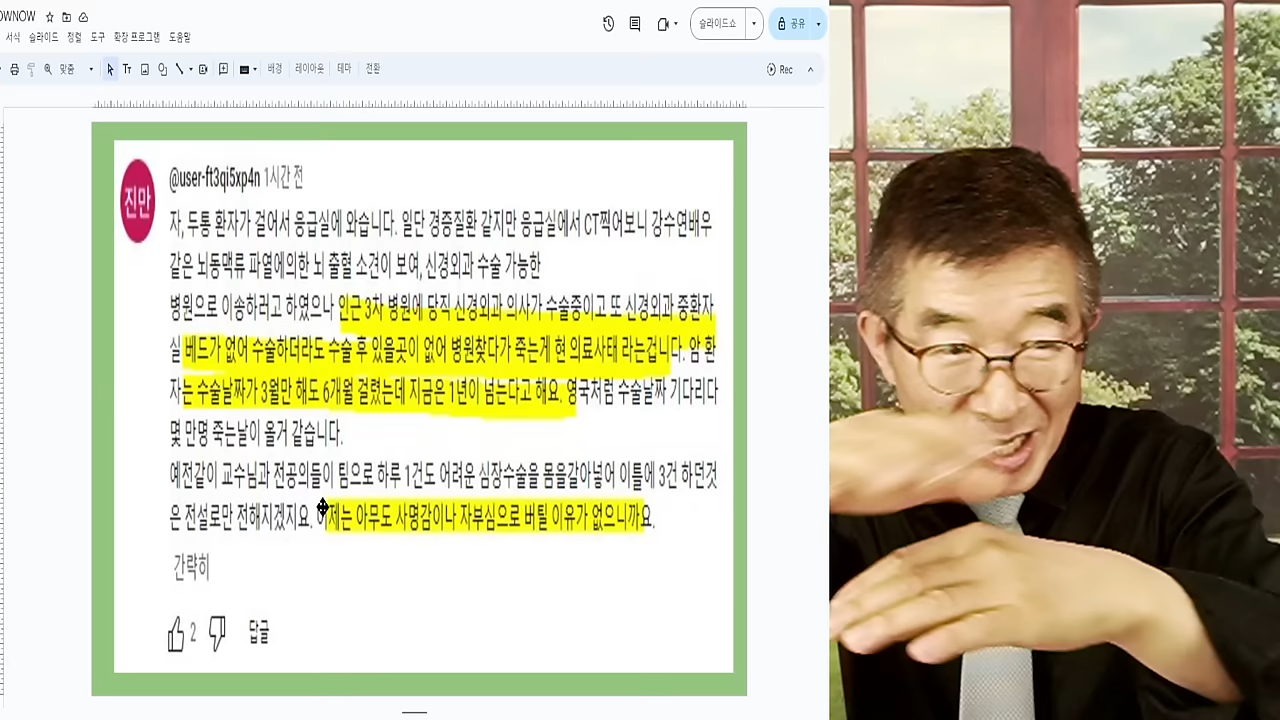 OWNOW
서식 슬라이드 정렬 도구 확장 프로그램 도움말
슬라이드쇼
공유
맞춤
Tт
배경 레이아웃 테마 전환
Rec
진만
@user-ft3qi5xp4n 1시간 전
자, 두통 환자가 걸어서 응급실에 와습니다. 일단 경증질환 같지만 응급실에서 CT찍어보니 강수연배우
같은 뇌동맥류 파열에의한 뇌 출혈 소견이 보여, 신경외과 수술 가능한
병원으로 이송하려고 하였으나 인근 3차 병원에 당직 신경외과 의사가 수술중이고 또 신경외과 중환자
실 베드가 없어 수술하더라도 수술 후 있을곳이 없어 병원찾다가 죽는게 현 의료사태 라는겁니다. 암 환
자는 수술날짜가 3월만 해도 6개월 걸렸는데 지금은 1년이 넘는다고 해요. 영국처럼 수술날짜 기다리다
몇 만명 죽는날이 올거 같습니다.
예전같이 교수님과 전공의들이 팀으로 하루 1건도 어려운 심장수술을 몸을갈아넣어 이틀에 3건 하던것
은 전설로만 전해지겠지요. 이제는 아무도 사명감이나 자부심으로 버틸 이유가 없으니까요.
간략히
2
답글